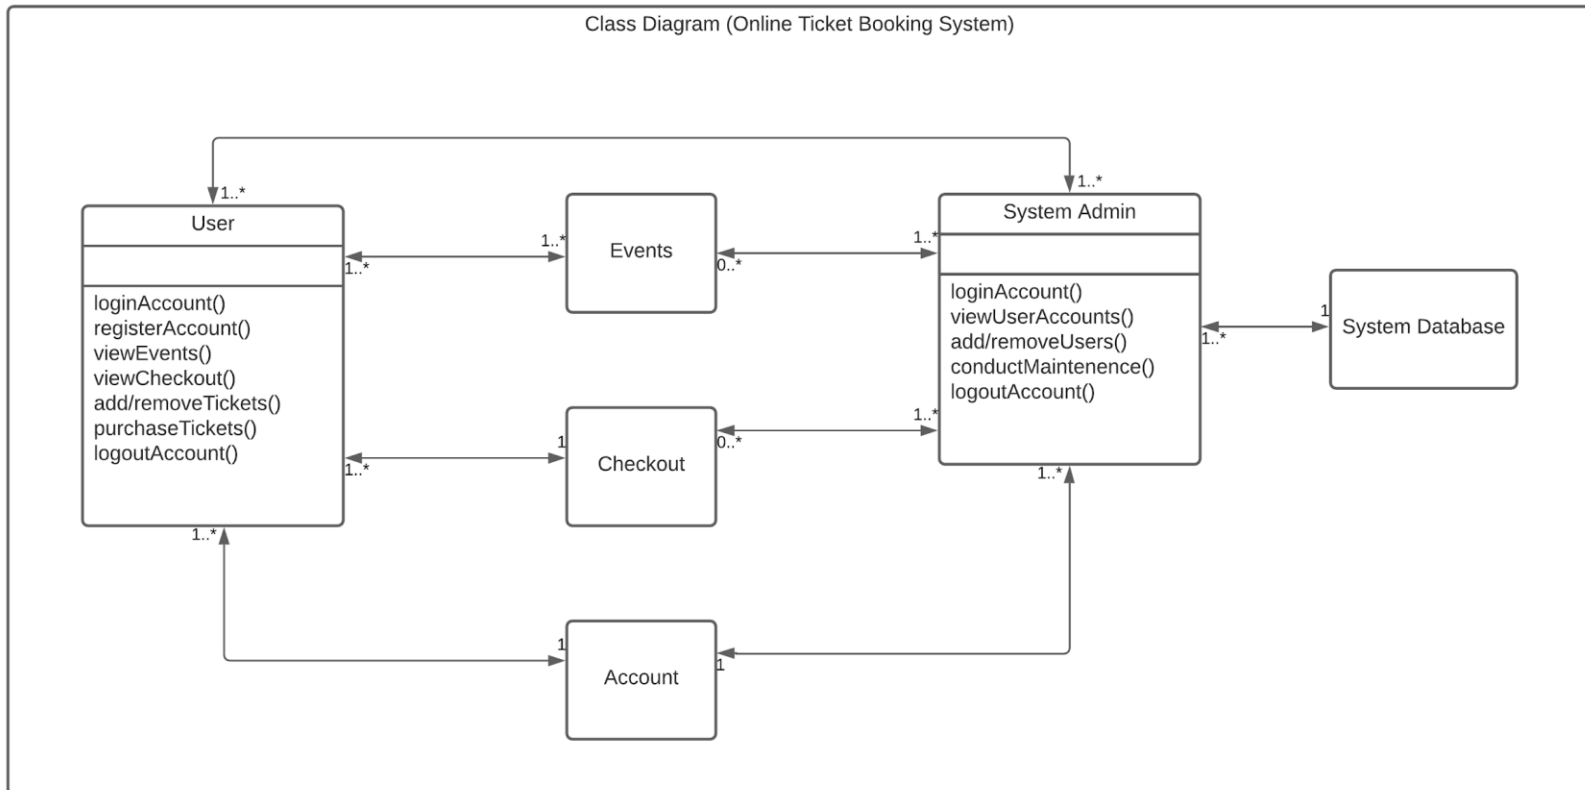 Class Diagram (Online Ticket Booking System)
1..*
1..*
User
System Admin
Events
1..*
1..*
0..*
1..*
loginAccount()
registerAccount()
viewEvents()
viewCheckout()
add/removeTickets()
purchaseTickets()
logoutAccount()
loginAccount()
viewUserAccounts()
add/removeUsers()
conductMaintenence()
logoutAccount()
1..*
1
System Database
Checkout
1..*
1
0..*
1..*
1..*
1..*
1
1
Account